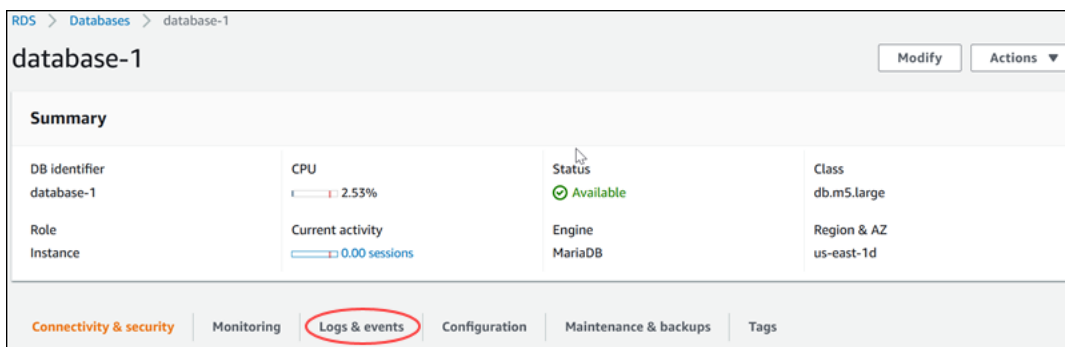 RDS > Databases > database-1
database-1
Modify
Actions ▼
Summary
DB identifier
CPU
Status
Class
database-1
2.53%
Available
db.m5.large
Role
Current activity
Engine
Region & AZ
Instance
0.00 sessions
MariaDB
us-east-1d
Connectivity & security
Monitoring
Logs & events
Configuration
Maintenance & backups
Tags